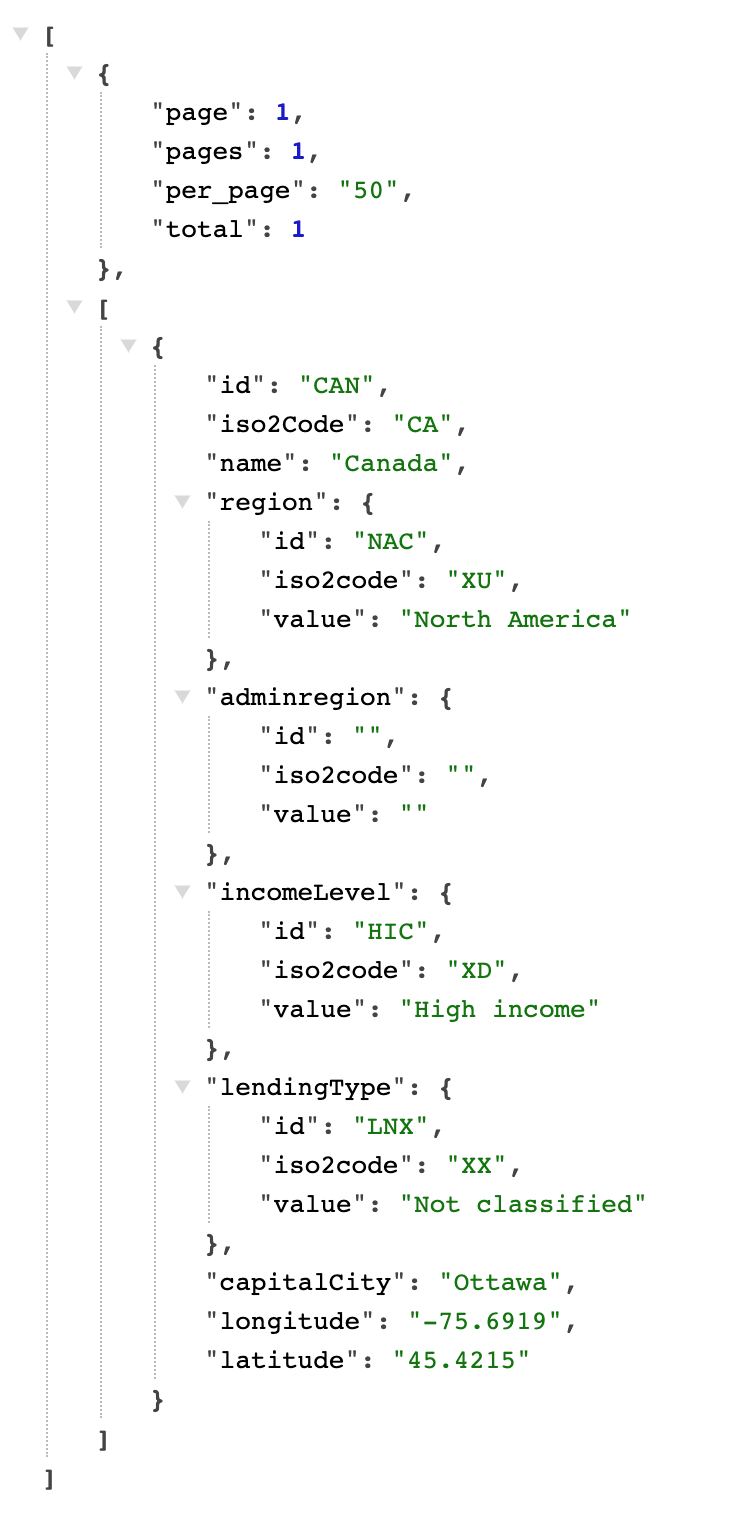 [
{
"page": 1,
"pages": 1,
"per_page": "50",
"total": 1
},
[
{
"id": "CAN",
"iso2Code": "CA",
"name": "Canada",
"region": {
"id": "NAC",
"iso2code": "XU",
"value": "North America"
},
"adminregion": {
"id": "",
"iso2code": "",
"value": ""
},
"incomeLevel": {
"id": "HIC",
"iso2code": "XD",
"value": "High income"
},
"lendingType": {
"id": "LNX",
"iso2code": "XX",
"value": "Not classified"
},
"capitalCity": "Ottawa",
"longitude": "-75.6919",
"latitude": "45.4215"
}
]
]